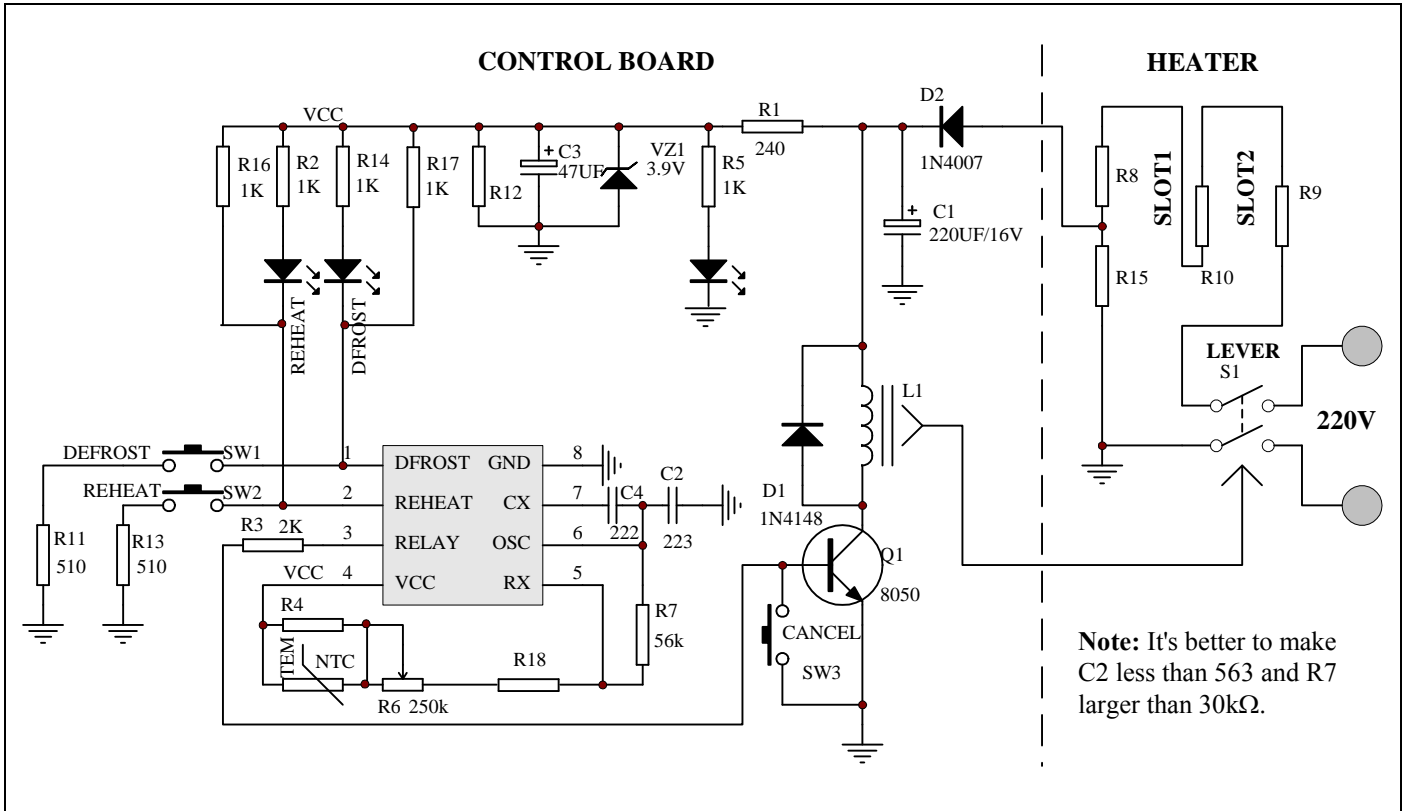 CONTROL BOARD
HEATER
VCC
R16
1K
R2
1K
R14
1K
R17
1K
R12
+
C3
47UF
VZ1
3.9V
R5
1K
R1
240
D2
1N4007
+
C1
220UF/16V
R8
SLOT1
SLOT2
R9
R10
R15
REHEAT
DFROST
LEVER
S1
220V
L1
DEFROST
SW1
1
DFROST
GND
8
REHEAT
SW2
2
REHEAT
CX
7
C4
222
C2
223
R3
2K
3
RELAY
OSC
6
VCC
4
VCC
RX
5
R11
510
R13
510
D1
1N4148
Q1
8050
R4
TEM
NTC
R6
250k
R18
R7
56k
CANCEL
SW3
Note: It's better to make
C2 less than 563 and R7
larger than 30kΩ.